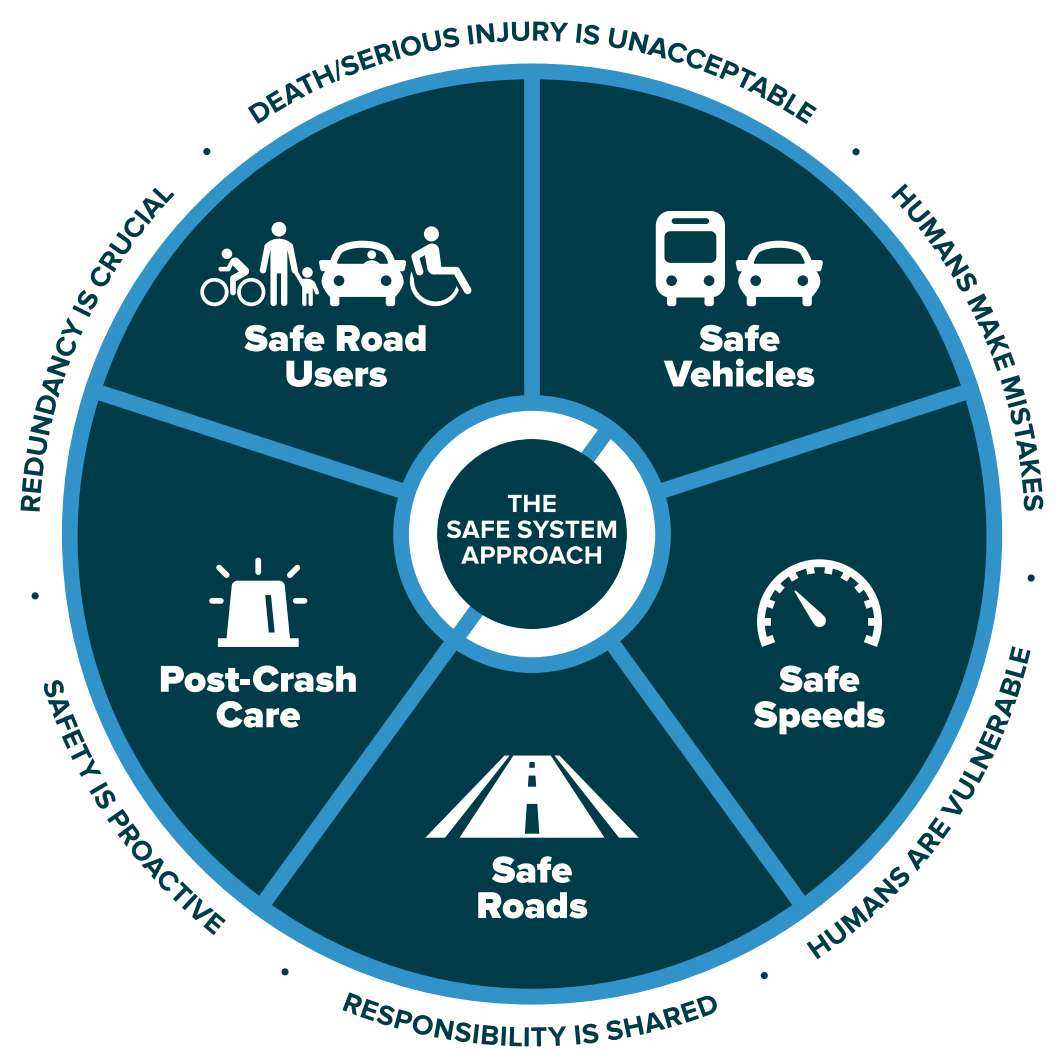 DEATH/SERIOUS INJURY IS UNACCEPTABLE
HUMANS MAKE MISTAKES
HUMANS ARE VULNERABLE
RESPONSIBILITY IS SHARED
SAFETY IS PROACTIVE
REDUNDANCY IS CRUCIAL
Safe Road
Users
Safe
Vehicles
THE
SAFE SYSTEM
APPROACH
Post-Crash
Care
Safe
Speeds
Safe
Roads